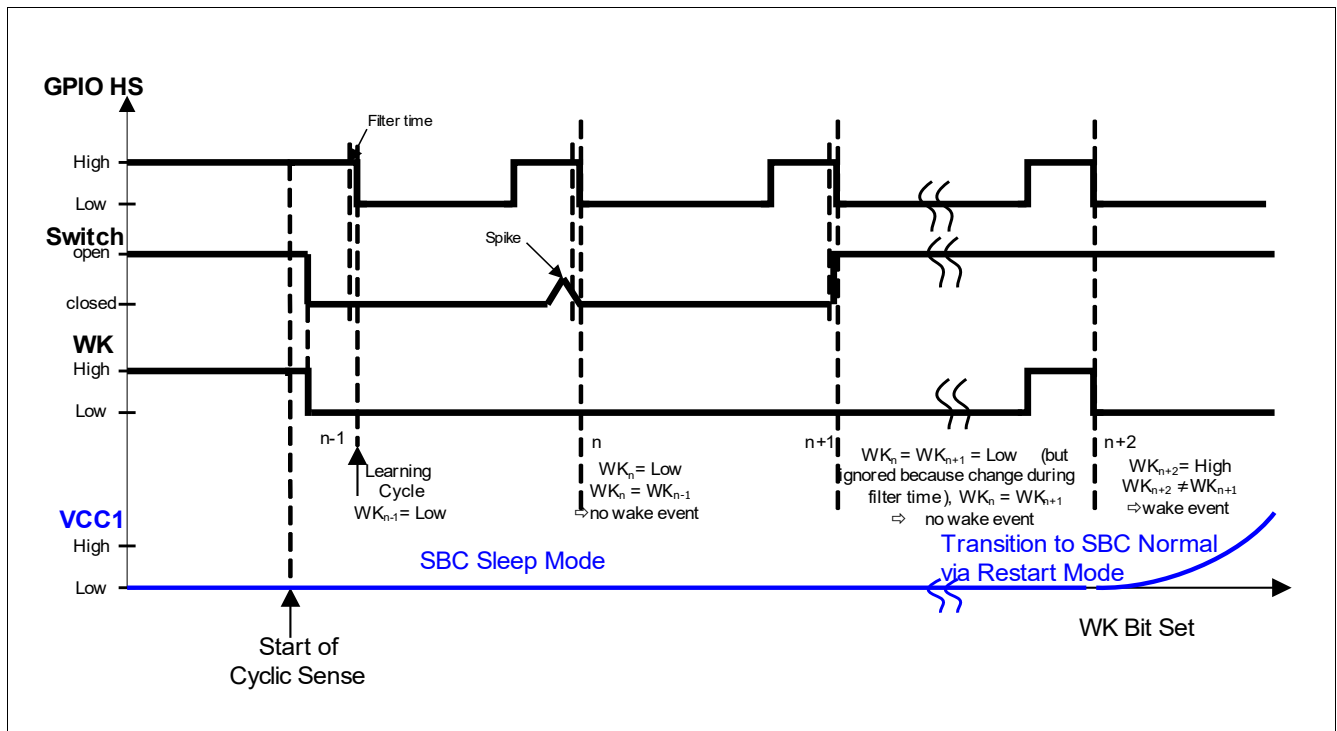 GPIO HS
Filter time
High
Low
Switch
open
Spike
closed
WK
High
Low
n-1
n
n+1
n+2
Learning
Cycle
WKn-1= Low
WKn = Low
WKn = WKn-1
⇨no wake event
WKn = WKn+1 = Low (but
ignored because change during
filter time), WKn = WKn+1
⇨ no wake event
WKn+2= High
WKn+2 ≠WKn+1
⇨wake event
VCC1
High
Low
SBC Sleep Mode
Transition to SBC Normal
via Restart Mode
Start of
Cyclic Sense
WK Bit Set